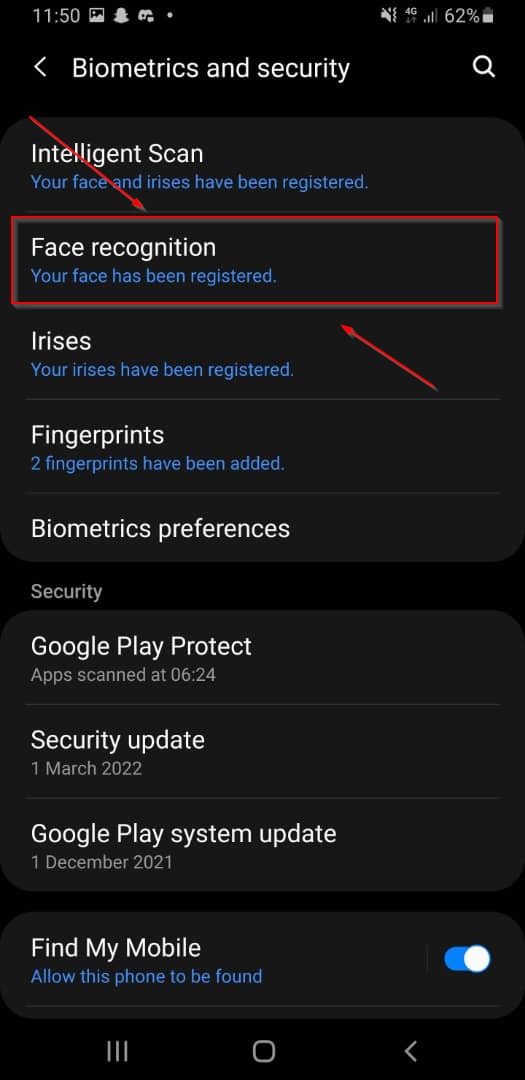 11:50 4G 62%
Biometrics and security
Intelligent Scan
Your face and irises have been registered.
Face recognition
Your face has been registered.
Irises
Your irises have been registered.
Fingerprints
2 fingerprints have been added.
Biometrics preferences
Security
Google Play Protect
Apps scanned at 06:24
Security update
1 March 2022
Google Play system update
1 December 2021
Find My Mobile
Allow this phone to be found